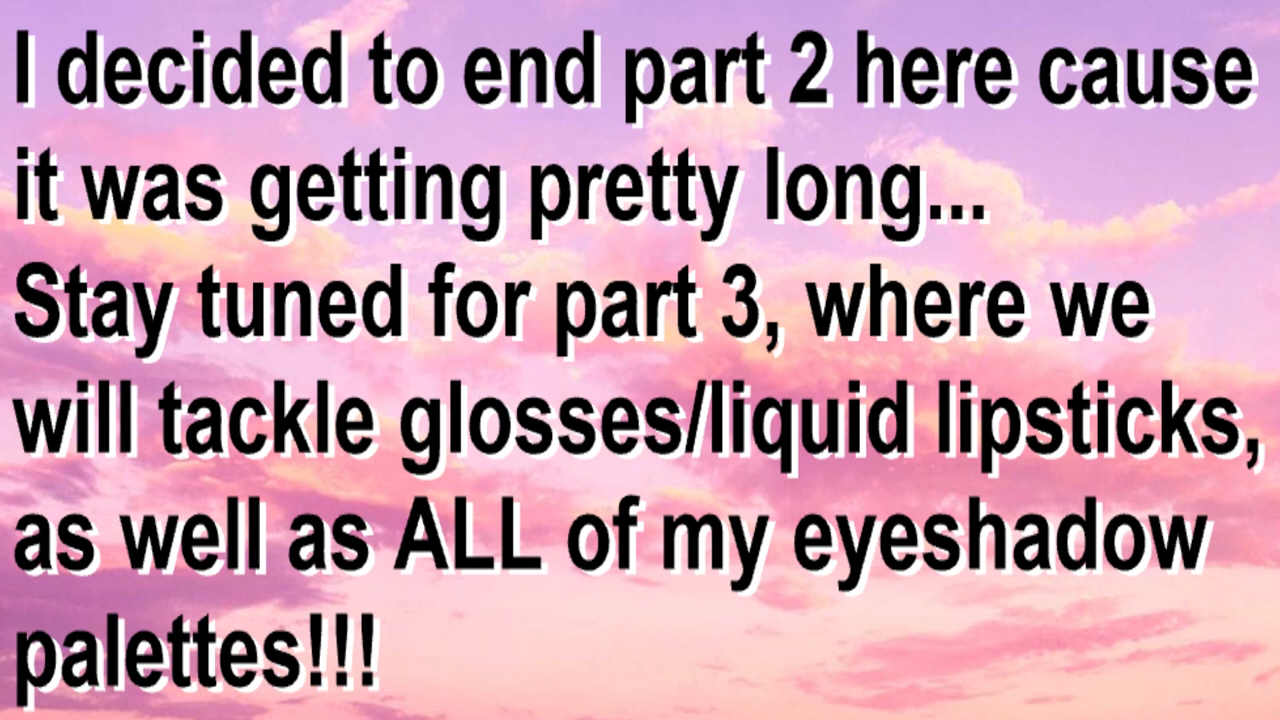 I decided to end part 2 here cause
it was getting pretty long...
Stay tuned for part 3, where we
will tackle glosses/liquid lipsticks,
as well as ALL of my eyeshadow
palettes!!!